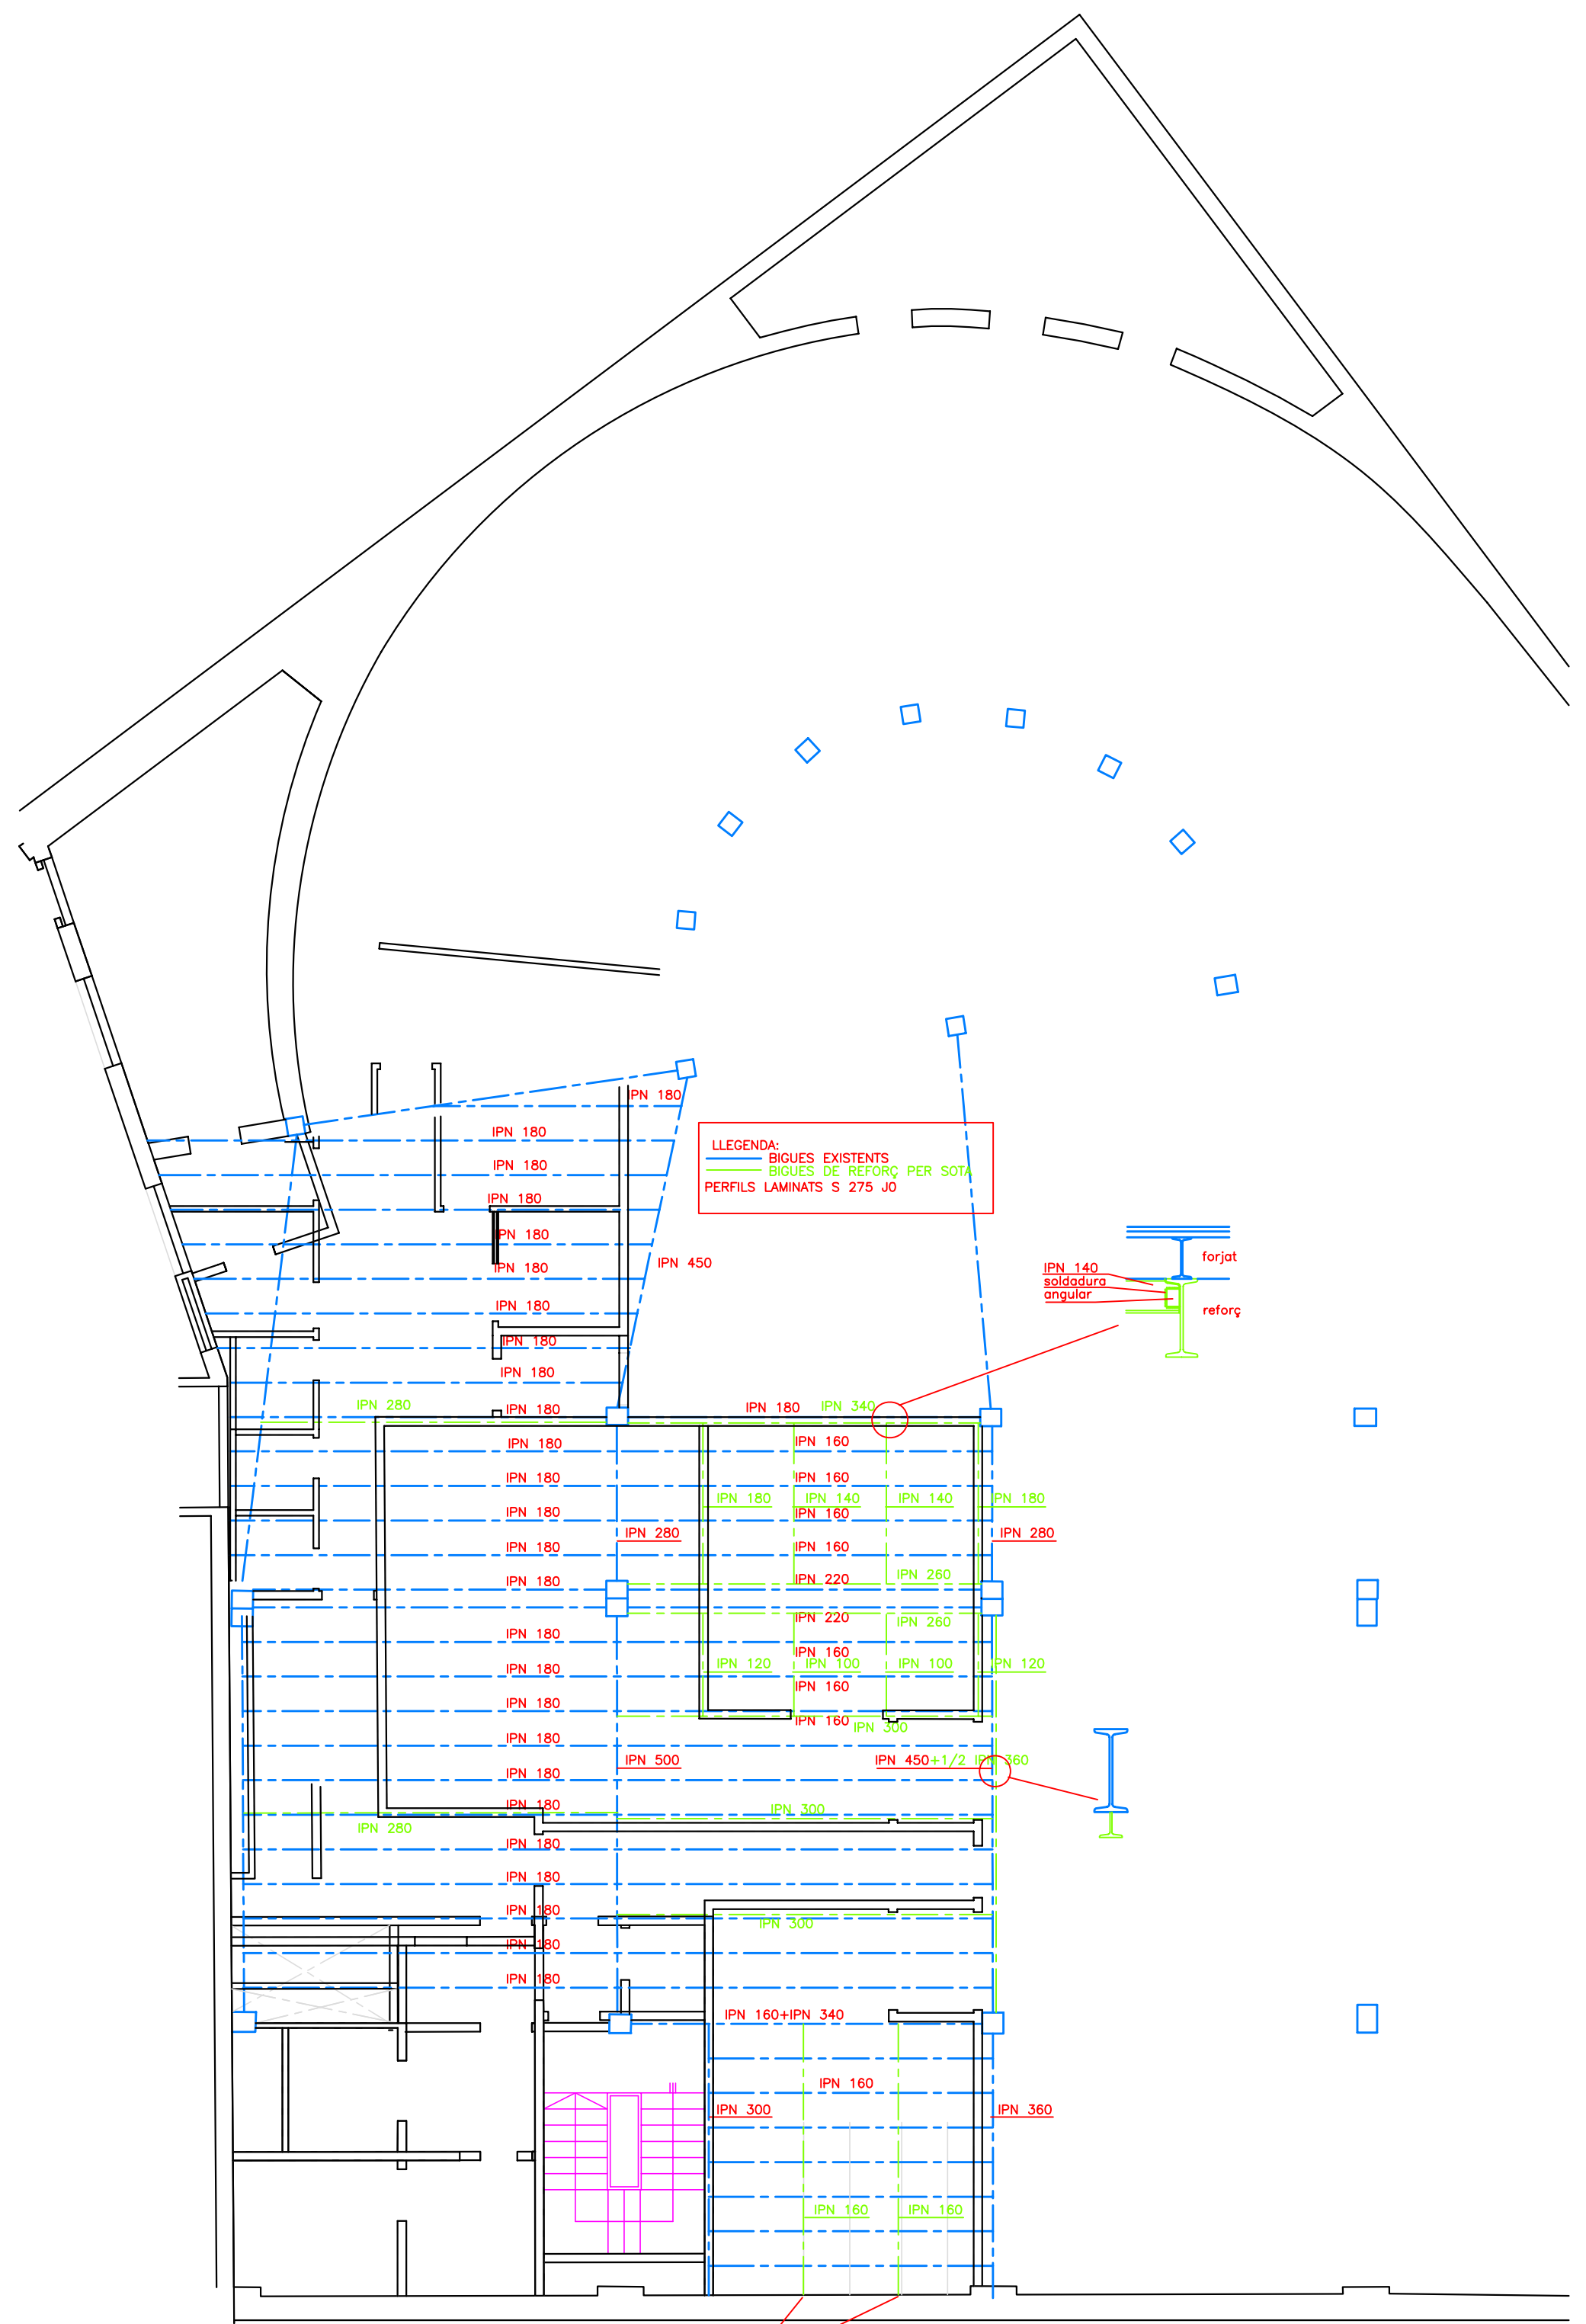 IPN 180
IPN 180
LLEGENDA:
BIGUES EXISTENTS
BIGUES DE REFORÇ PER SOTA
PERFILS LAMINATS S 275 J0
IPN 180
IPN 180
IPN 180
IPN 450
forjat
IPN 180
IPN 140
soldadura
angular
IPN 180
reforç
IPN 180
IPN 180
IPN 280
IPN 180
IPN 180
IPN 340
IPN 180
IPN 160
IPN 180
IPN 160
IPN 180
IPN 140
IPN 140
IPN 180
IPN 180
IPN 160
IPN 280
IPN 280
IPN 180
IPN 160
IPN 180
IPN 220
IPN 260
IPN 220
IPN 260
IPN 180
IPN 160
IPN 180
IPN 120
IPN 100
IPN 100
IPN 120
IPN 160
IPN 180
IPN 160
IPN 300
IPN 180
IPN 500
IPN 450+1/2 IPN 360
IPN 180
IPN 180
IPN 300
IPN 280
IPN 180
IPN 180
IPN 180
IPN 300
IPN 180
IPN 180
IPN 160+IPN 340
IPN 160
IPN 300
IPN 360
IPN 160
IPN 160